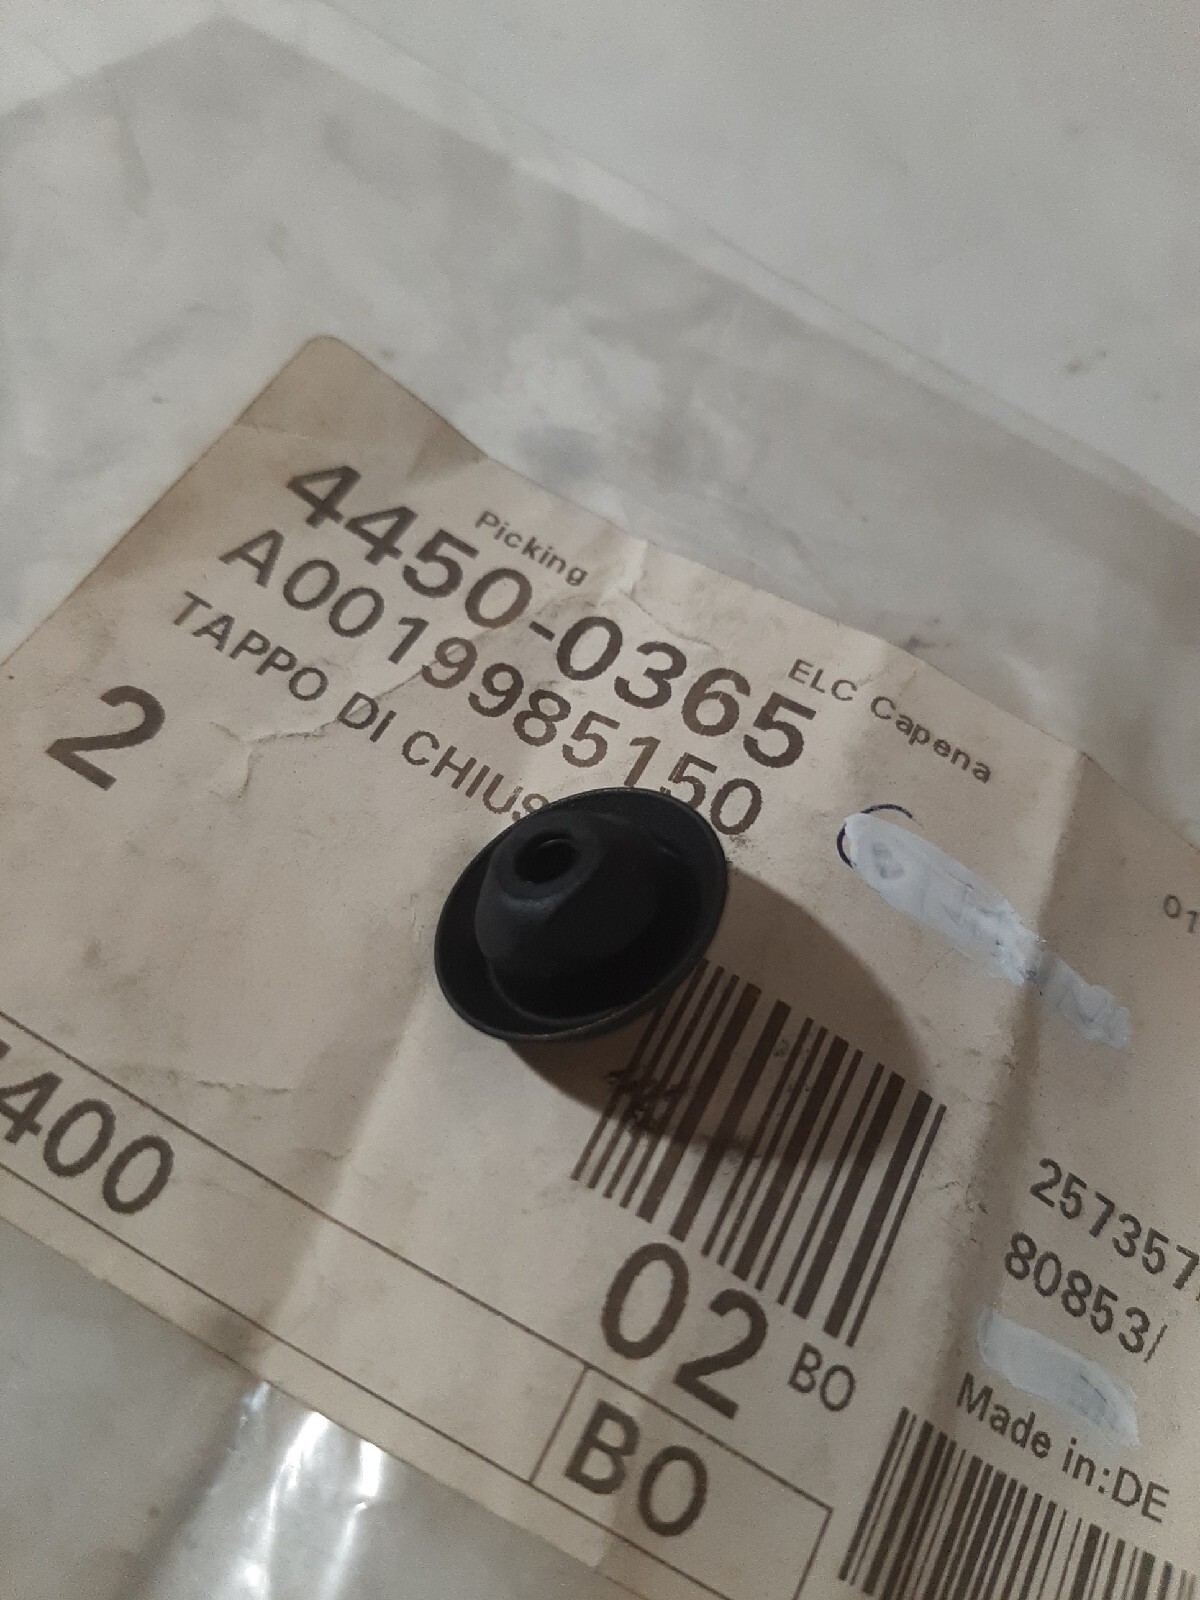 Picking
ELC Capena
4450-0365
A0019985150
TAPPO DI CHIUS
2
01
400
02 BO
BO
257357
80853/
Made in:DE